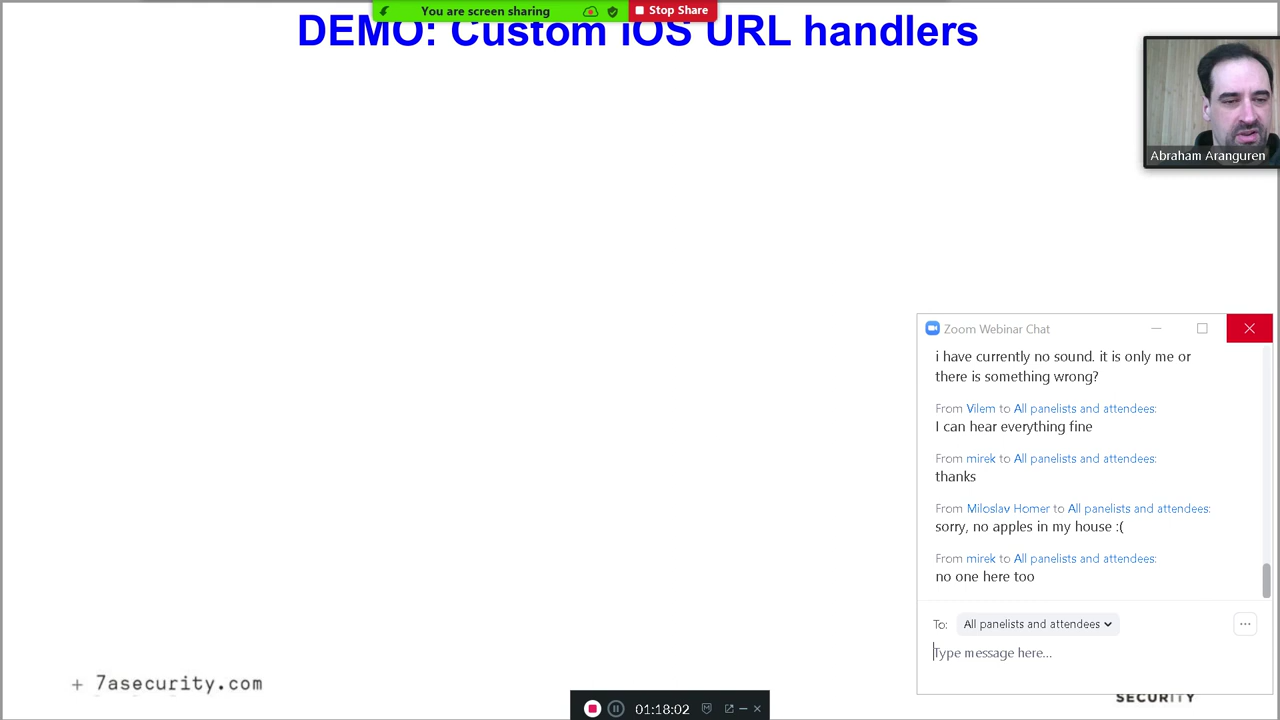 You are screen sharing
Stop Share
DEMO: Custom iOS URL handlers
Abraham Aranguren
Zoom Webinar Chat
i have currently no sound. it is only me or
there is something wrong?
From Vilem to All panelists and attendees:
I can hear everything fine
From mirek to All panelists and attendees:
thanks
From Miloslav Homer to All panelists and attendees:
sorry, no apples in my house :(
From mirek to All panelists and attendees:
no one here too
To: All panelists and attendees
Type message here...
+ 7asecurity.com
SECURITY
01:18:02